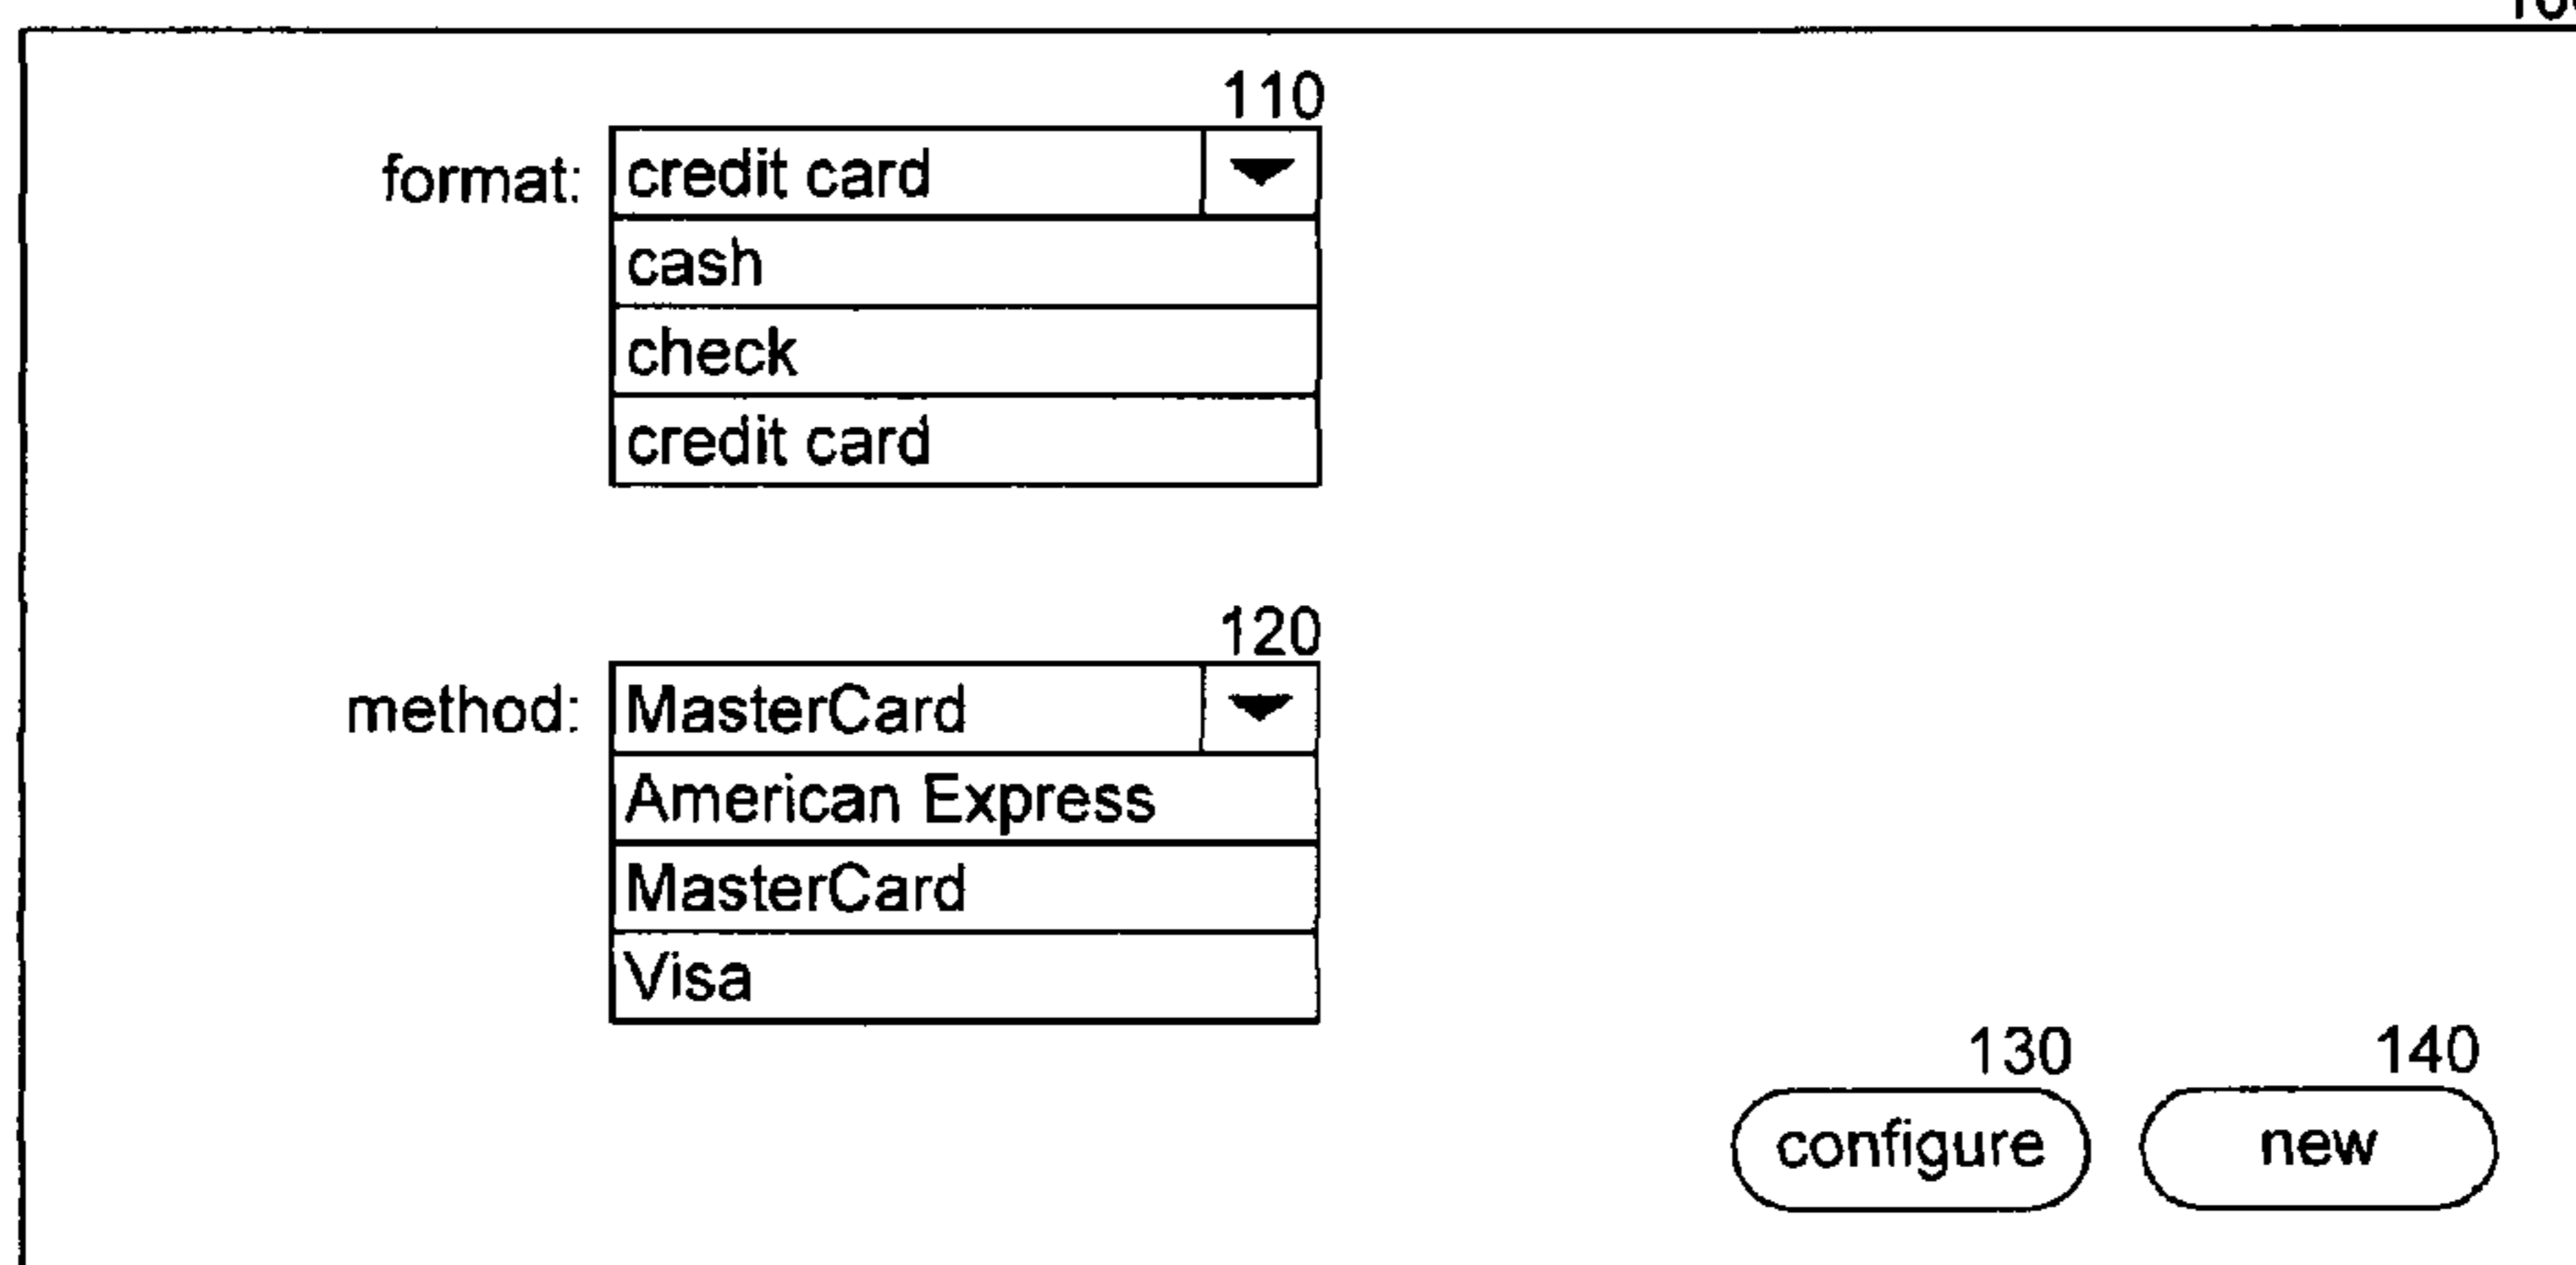 110
format: credit card
cash
check
credit card
120
method: MasterCard
American Express
MasterCard
Visa
130 140
configure new